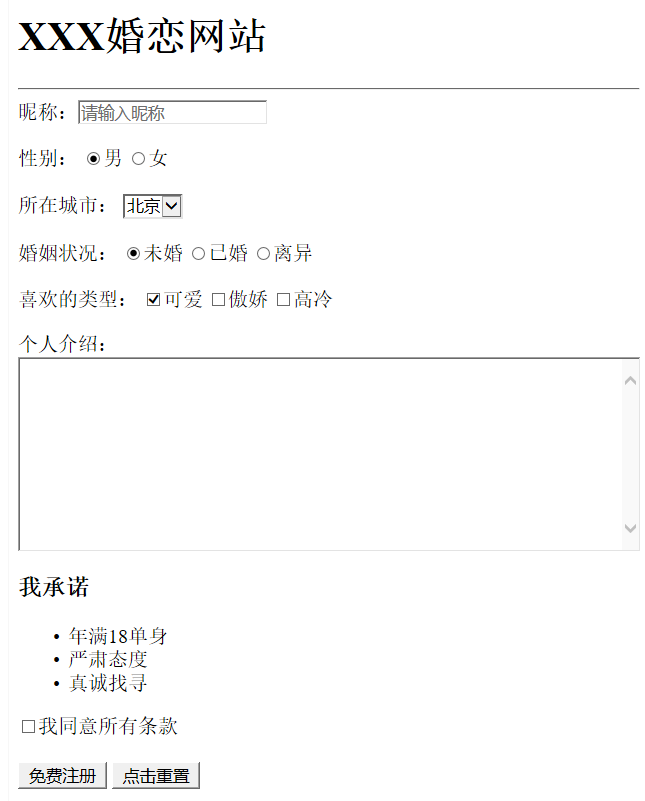 XXX婚恋网站
昵称：请输入昵称
性别： 男 女
所在城市： 北京
婚姻状况： 未婚 已婚 离异
喜欢的类型： 可爱 傲娇 高冷
个人介绍：
我承诺
• 年满18单身
• 严肃态度
• 真诚找寻
我同意所有条款
免费注册 点击重置